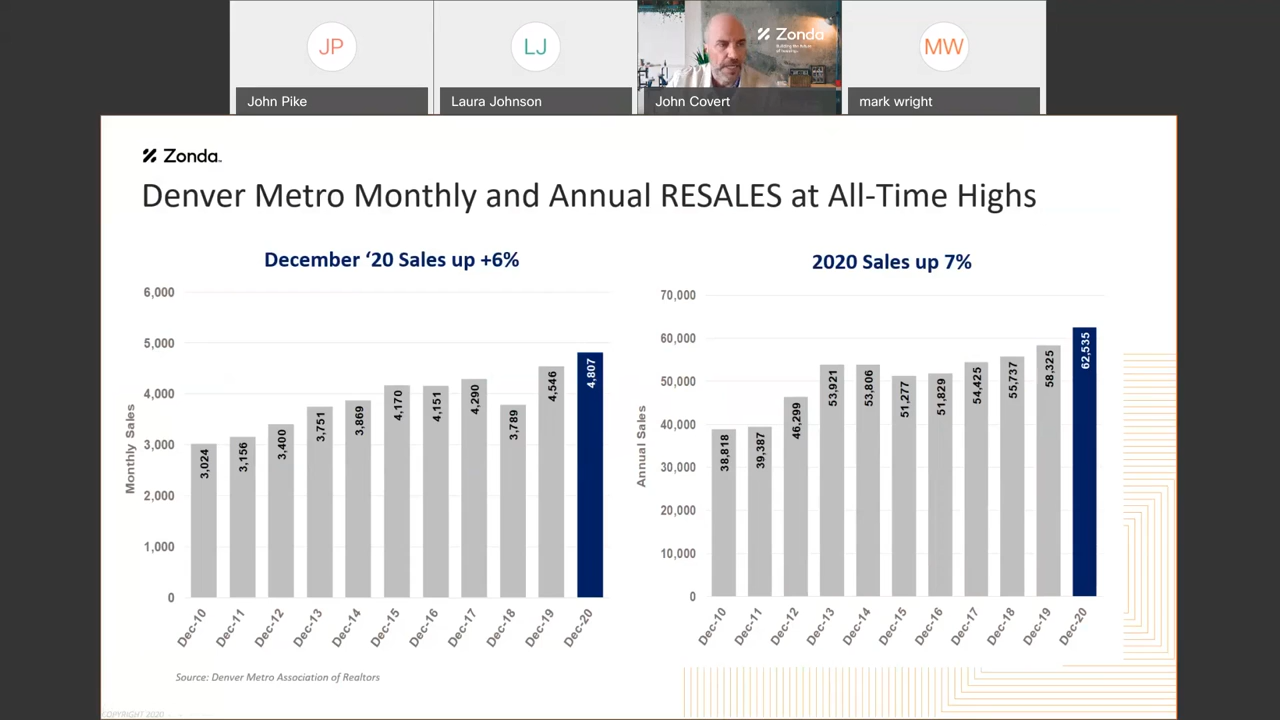 JP
LJ
Zonda
Building the future
of housing
MW
John Pike
Laura Johnson
John Covert
mark wright
Zonda
Denver Metro Monthly and Annual RESALES at All-Time Highs
December ‘20 Sales up +6%
Monthly Sales
6,000
5,000
4,000
3,000
2,000
1,000
0
3,024
3,156
3,400
3,751
3,869
4,170
4,151
4,290
3,789
4,546
4,807
Dec-10
Dec-11
Dec-12
Dec-13
Dec-14
Dec-15
Dec-16
Dec-17
Dec-18
Dec-19
Dec-20
2020 Sales up 7%
Annual Sales
70,000
60,000
50,000
40,000
30,000
20,000
10,000
0
38,818
39,387
46,299
53,921
53,806
51,277
51,829
54,425
55,737
58,325
62,535
Dec-10
Dec-11
Dec-12
Dec-13
Dec-14
Dec-15
Dec-16
Dec-17
Dec-18
Dec-19
Dec-20
Source: Denver Metro Association of Realtors
COPYRIGHT 2020